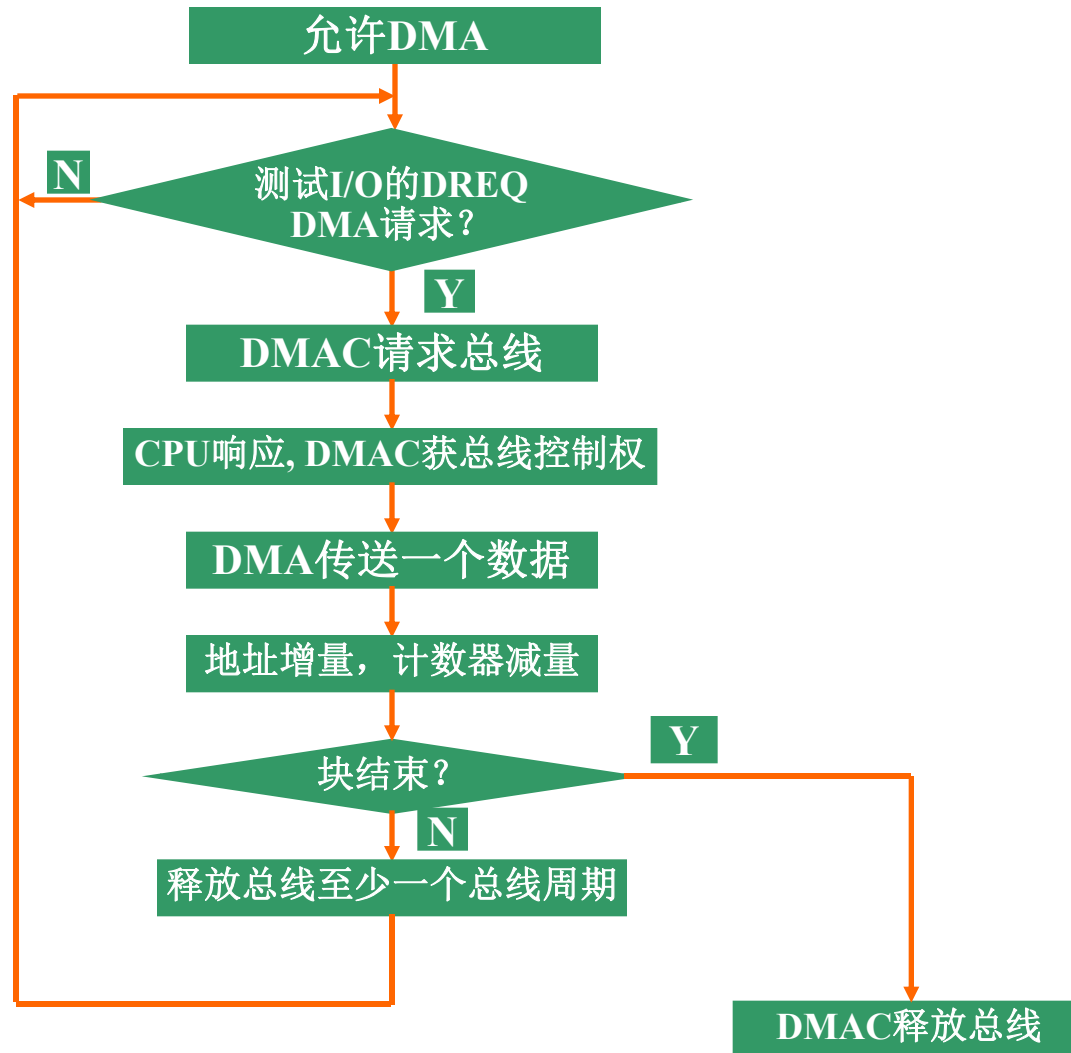 允许DMA
N
测试I/O的DREQ
DMA请求?
Y
DMAC请求总线
CPU响应, DMAC获总线控制权
DMA传送一个数据
地址增量，计数器减量
Y
块结束?
N
释放总线至少一个总线周期
DMAC释放总线